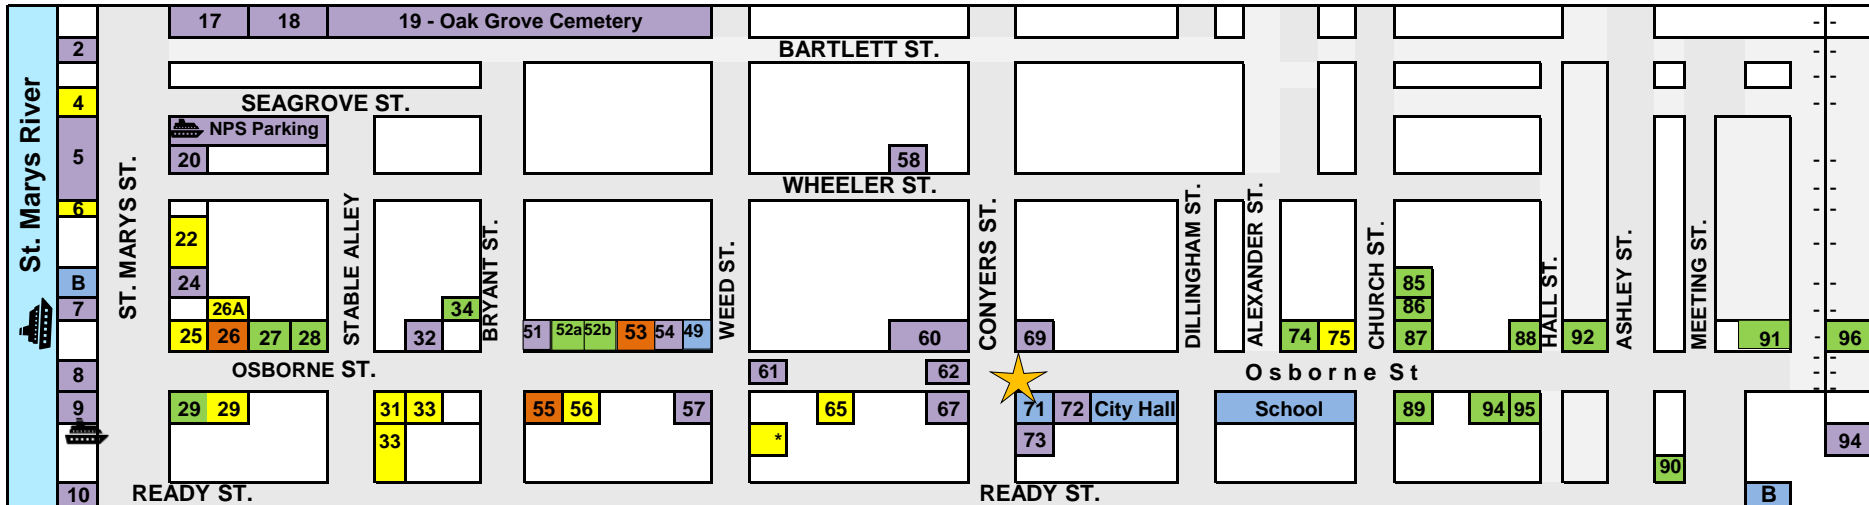 17 18 19 - Oak Grove Cemetery
2 BARTLETT ST.
4 SEAGROVE ST.
NPS Parking
5 20 58
WHEELER ST.
6
St. Marys River
ST. MARYS ST.
STABLE ALLEY
BRYANT ST.
WEED ST.
CONYERS ST.
DILLINGHAM ST.
ALEXANDER ST.
CHURCH ST.
HALL ST.
ASHLEY ST.
MEETING ST.
22
B 24 85
7 26A 34 86
25 26 27 28 32 51 52a 52b 53 54 49 60 69 74 75 87 88 92 91 96
8 OSBORNE ST. 61 62 Osborne St
9 29 29 31 33 55 56 57 65 67 71 72 City Hall School 89 94 95
33 * 73 94
90
10 READY ST. READY ST. B